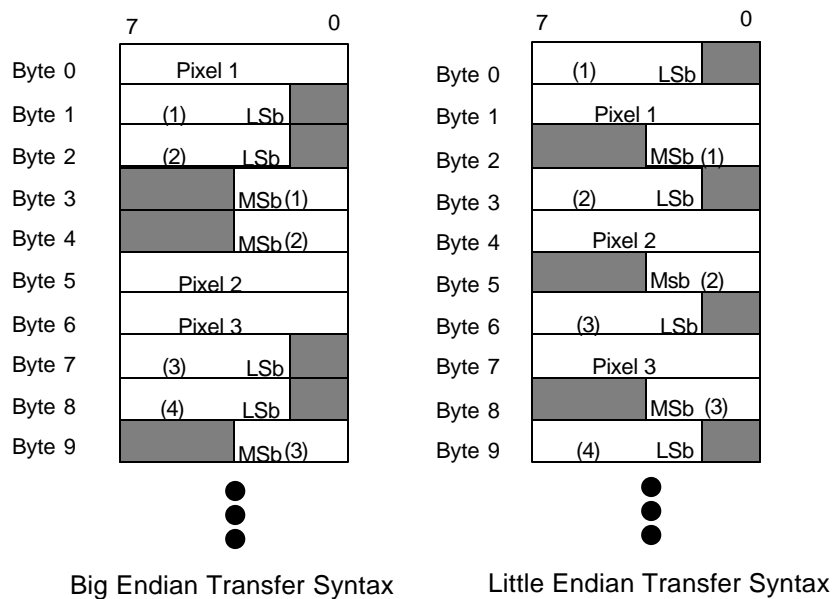 7 0
Byte 0 Pixel 1
Byte 1 (1) LSb
Byte 2 (2) LSb
Byte 3 MSb (1)
Byte 4 MSb (2)
Byte 5 Pixel 2
Byte 6 Pixel 3
Byte 7 (3) LSb
Byte 8 (4) LSb
Byte 9 MSb (3)
Big Endian Transfer Syntax
7 0
Byte 0 (1) LSb
Byte 1 Pixel 1
Byte 2 MSb (1)
Byte 3 (2) LSb
Byte 4 Pixel 2
Byte 5 Msb (2)
Byte 6 (3) LSb
Byte 7 Pixel 3
Byte 8 MSb (3)
Byte 9 (4) LSb
Little Endian Transfer Syntax